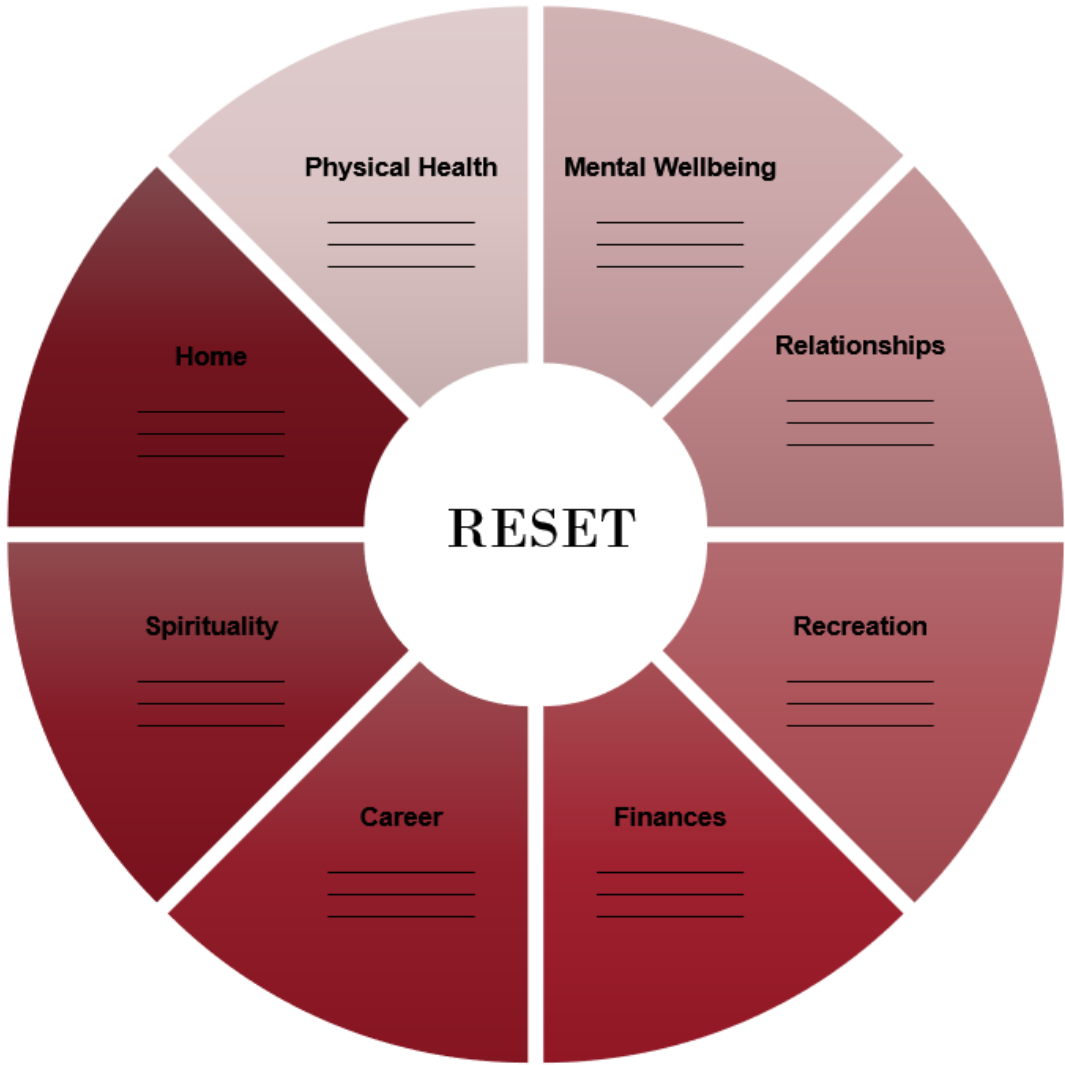 Physical Health
Mental Wellbeing
Relationships
Home
RESET
Spirituality
Recreation
Career
Finances